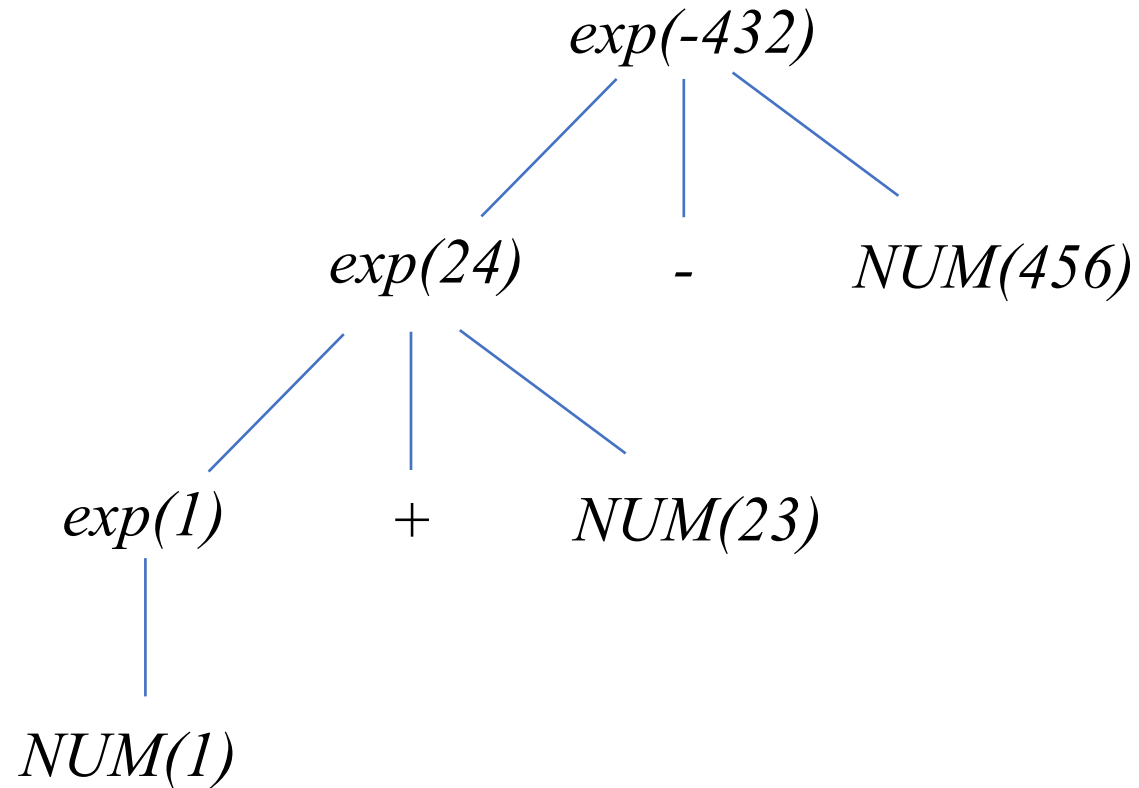 exp(-432)
exp(24) - NUM(456)
exp(1) + NUM(23)
NUM(1)